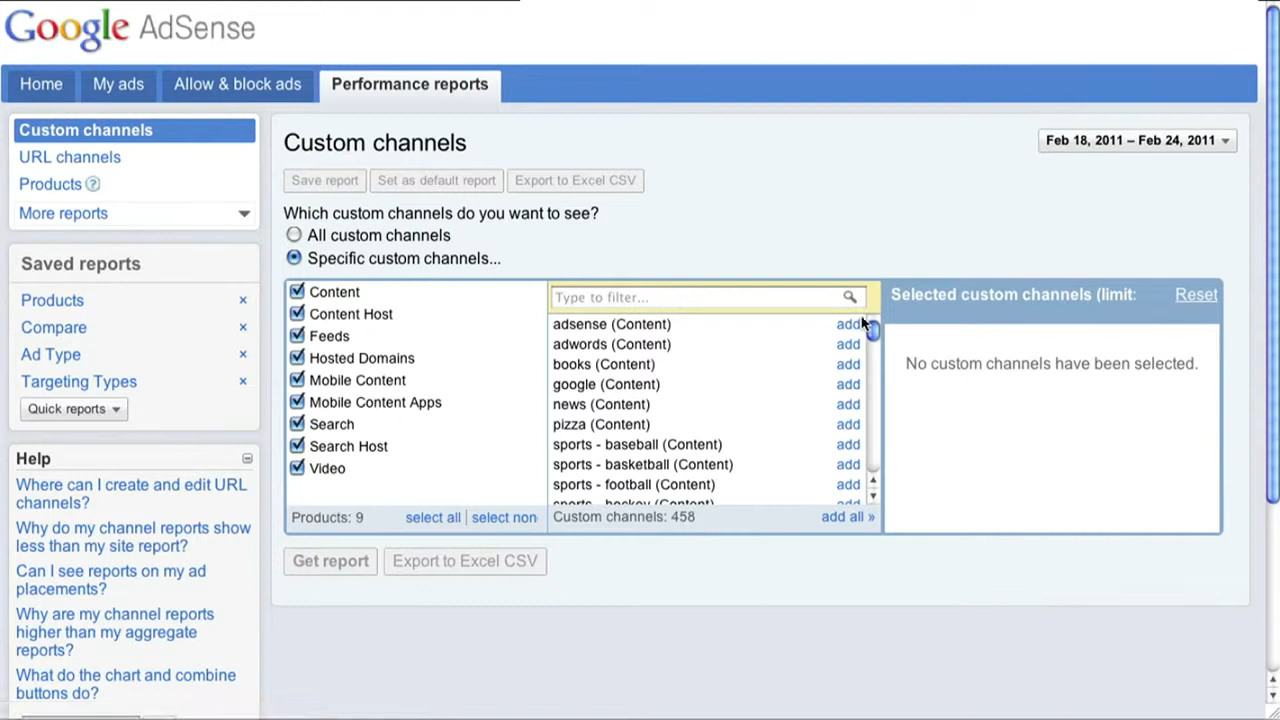 Google AdSense
Home
My ads
Allow & block ads
Performance reports
Custom channels
URL channels
Products ?
More reports
Saved reports
Products ×
Compare ×
Ad Type ×
Targeting Types ×
Quick reports
Help
Where can I create and edit URL
channels?
Why do my channel reports show
less than my site report?
Can I see reports on my ad
placements?
Why are my channel reports
higher than my aggregate
reports?
What do the chart and combine
buttons do?
Custom channels
Feb 18, 2011 – Feb 24, 2011
Save report
Set as default report
Export to Excel CSV
Which custom channels do you want to see?
All custom channels
Specific custom channels...
Content
Content Host
Feeds
Hosted Domains
Mobile Content
Mobile Content Apps
Search
Search Host
Video
Products: 9
select all | select non
Type to filter...
adsense (Content) add
adwords (Content) add
books (Content) add
google (Content) add
news (Content) add
pizza (Content) add
sports - baseball (Content) add
sports - basketball (Content) add
sports - football (Content) add
sports - hockey (Content) add
Custom channels: 458
add all »
Selected custom channels (limit:
Reset
No custom channels have been selected.
Get report
Export to Excel CSV